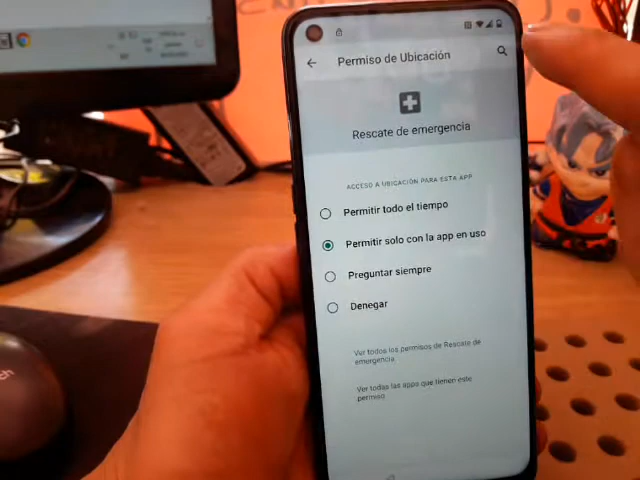 Permiso de Ubicación
Rescate de emergencia
ACCESO A UBICACIÓN PARA ESTA APP
Permitir todo el tiempo
Permitir solo con la app en uso
Preguntar siempre
Denegar
Ver todos los permisos de Rescate de
emergencia
Ver todas las apps que tienen este
permiso